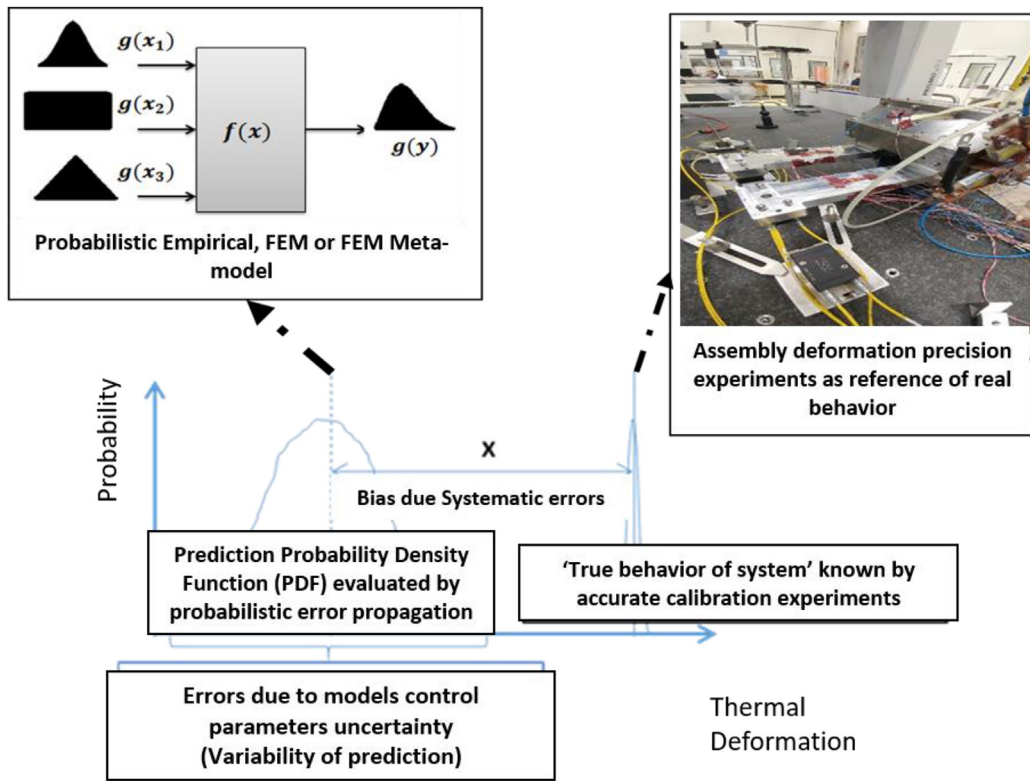 g(x₁)
g(x₂)
g(x₃)
f(x)
g(y)
Probabilistic Empirical, FEM or FEM Meta-
model
Assembly deformation precision
experiments as reference of real
behavior
Probability
X
Bias due Systematic errors
Prediction Probability Density
Function (PDF) evaluated by
probabilistic error propagation
‘True behavior of system’ known by
accurate calibration experiments
Errors due to models control
parameters uncertainty
(Variability of prediction)
Thermal
Deformation